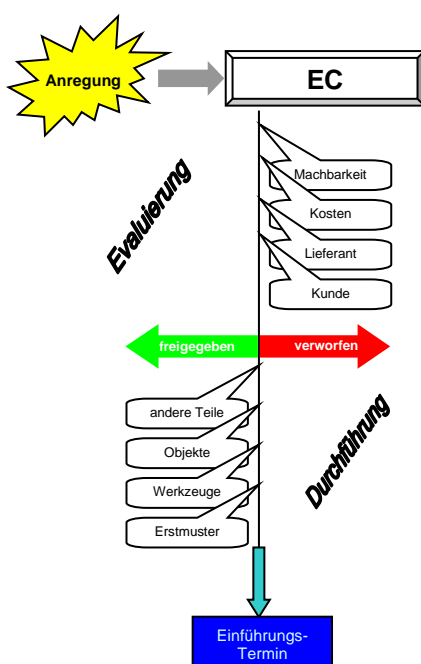 Anregung
EC
Evaluierung
Machbarkeit
Kosten
Lieferant
Kunde
freigegeben
verworfen
andere Teile
Objekte
Werkzeuge
Erstmuster
Durchführung
Einführungs-
Termin